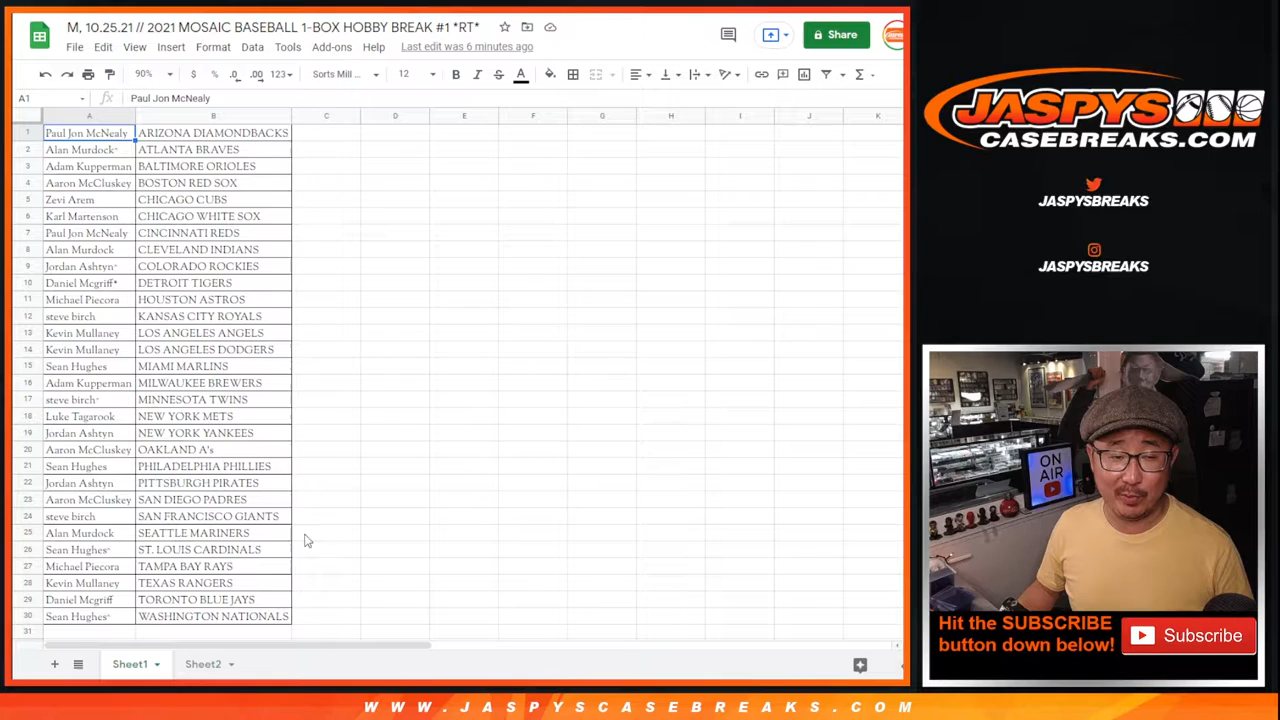 M, 10.25.21 // 2021 MOSAIC BASEBALL 1-BOX HOBBY BREAK #1 *RT*
File Edit View Insert Format Data Tools Add-ons Help Last edit was 6 minutes ago
Share
90% $ % .0 .00 123 Sorts Mill ... 12 B I S A
A1 fx Paul Jon McNealy
A B C D E F G H I J K
1 Paul Jon McNealy ARIZONA DIAMONDBACKS
2 Alan Murdock~ ATLANTA BRAVES
3 Adam Kupperman BALTIMORE ORIOLES
4 Aaron McCluskey BOSTON RED SOX
5 Zevi Arem CHICAGO CUBS
6 Karl Martenson CHICAGO WHITE SOX
7 Paul Jon McNealy CINCINNATI REDS
8 Alan Murdock CLEVELAND INDIANS
9 Jordan Ashtyn^ COLORADO ROCKIES
10 Daniel Mcgriff* DETROIT TIGERS
11 Michael Piecora HOUSTON ASTROS
12 steve birch KANSAS CITY ROYALS
13 Kevin Mullaney LOS ANGELES ANGELS
14 Kevin Mullaney LOS ANGELES DODGERS
15 Sean Hughes MIAMI MARLINS
16 Adam Kupperman MILWAUKEE BREWERS
17 steve birch~ MINNESOTA TWINS
18 Luke Tagarook NEW YORK METS
19 Jordan Ashtyn NEW YORK YANKEES
20 Aaron McCluskey OAKLAND A's
21 Sean Hughes PHILADELPHIA PHILLIES
22 Jordan Ashtyn PITTSBURGH PIRATES
23 Aaron McCluskey SAN DIEGO PADRES
24 steve birch SAN FRANCISCO GIANTS
25 Alan Murdock SEATTLE MARINERS
26 Sean Hughes^ ST. LOUIS CARDINALS
27 Michael Piecora TAMPA BAY RAYS
28 Kevin Mullaney TEXAS RANGERS
29 Daniel Mcgriff TORONTO BLUE JAYS
30 Sean Hughes^ WASHINGTON NATIONALS
31
Sheet1 Sheet2
JASPYS
CASEBREAKS.COM
JASPYSBREAKS
JASPYSBREAKS
ON
AIR
Hit the SUBSCRIBE
button down below!
Subscribe
WWW.JASPYSCASEBREAKS.COM